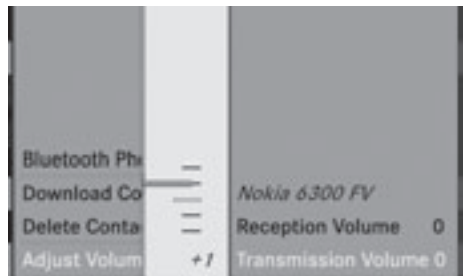 Bluetooth Ph
Download Co
Delete Conta
Adjust Volum
+1
Nokia 6300 FV
Reception Volume 0
Transmission Volume 0